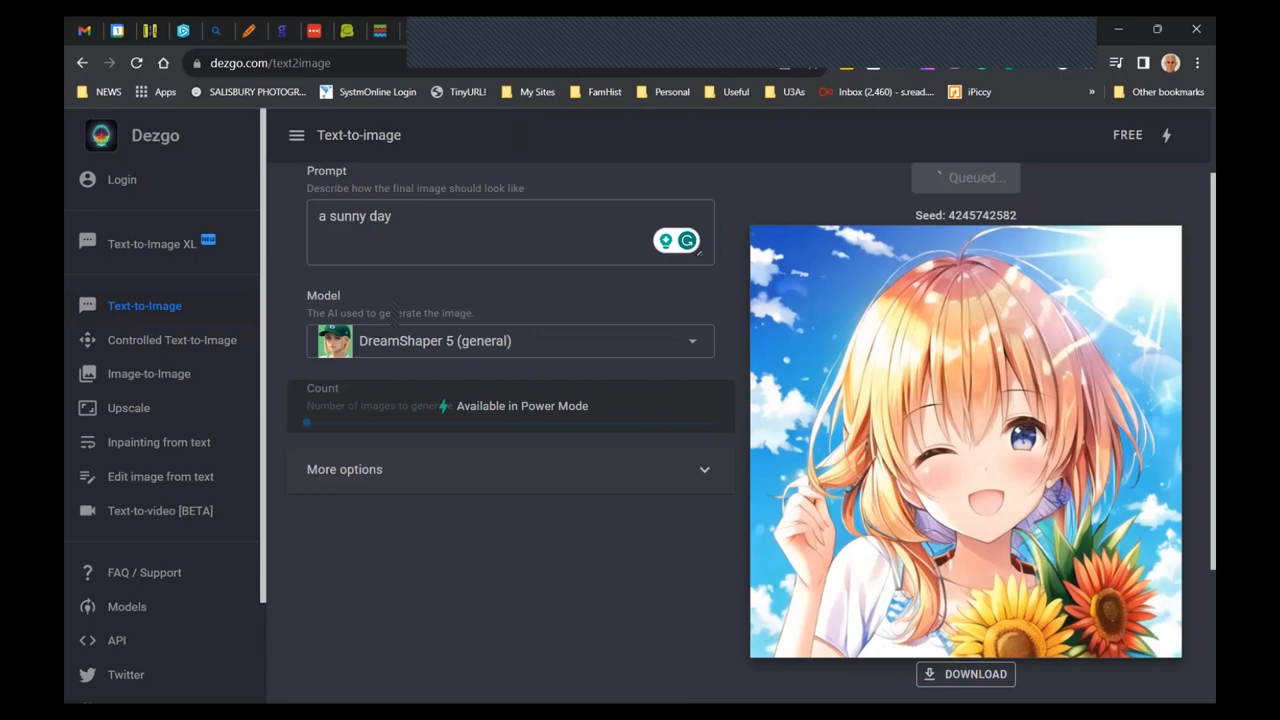 dezgo.com/text2image
NEWS
Apps
SALISBURY PHOTOGR...
SystmOnline Login
TinyURL!
My Sites
FamHist
Personal
Useful
U3As
Inbox (2,460) - s.read....
iPiccy
»
Other bookmarks
Dezgo
Text-to-image
FREE
Login
Text-to-Image XL NEW
Text-to-Image
Controlled Text-to-Image
Image-to-Image
Upscale
Inpainting from text
Edit image from text
Text-to-video [BETA]
FAQ / Support
Models
API
Twitter
Prompt
Describe how the final image should look like
a sunny day
Model
The AI used to generate the image.
DreamShaper 5 (general)
Count
Number of images to generate
Available in Power Mode
More options
Queued...
Seed: 4245742582
DOWNLOAD